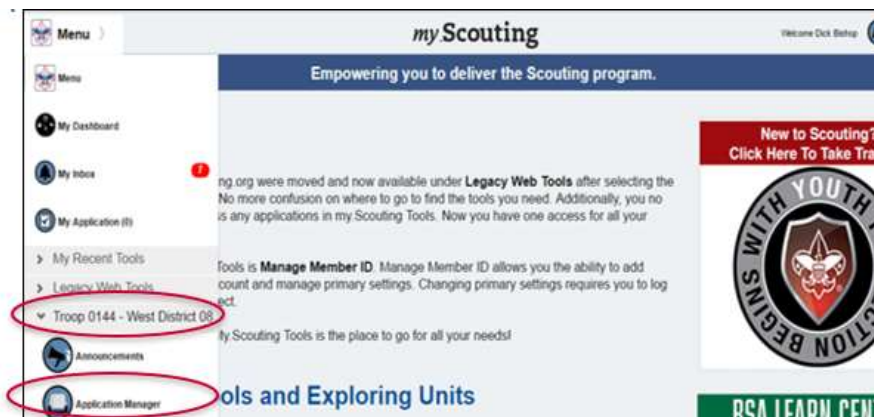 Menu
my.Scouting
Welcome Dick Bishop
Menu
Empowering you to deliver the Scouting program.
My Dashboard
My Inbox
My Application (0)
My Recent Tools
Legacy Web Tools
Troop 0144 - West District 08
Announcements
Application Manager
ng.org were moved and now available under Legacy Web Tools after selecting the
No more confusion on where to go to find the tools you need. Additionally, you no
s any applications in my.Scouting Tools. Now you have one access for all your
Tools is Manage Member ID. Manage Member ID allows you the ability to add
count and manage primary settings. Changing primary settings requires you to log
ect.
y.Scouting Tools is the place to go for all your needs!
ols and Exploring Units
New to Scouting?
Click Here To Take Tra
BEGINS WITH YOU
CTION
BSA LEARN CEN